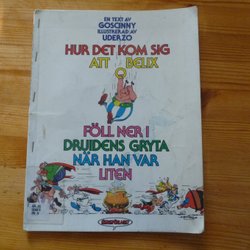 EN TEXT AV
GOSCINNY
ILLUSTRERAD AV
UDERZO
HUR DET KOM SIG
ATT OBELIX
FÖLL NER I
DRUIDENS GRYTA
NÄR HAN VAR
LITEN